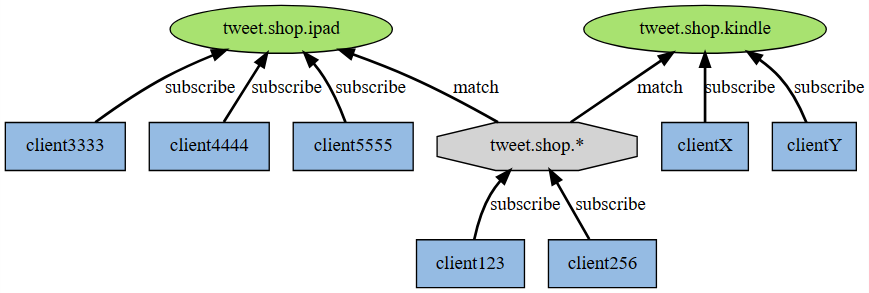 tweet.shop.ipad
tweet.shop.kindle
subscribe
subscribe
subscribe
match
match
subscribe
subscribe
client3333
client4444
client5555
tweet.shop.*
clientX
clientY
subscribe
subscribe
client123
client256